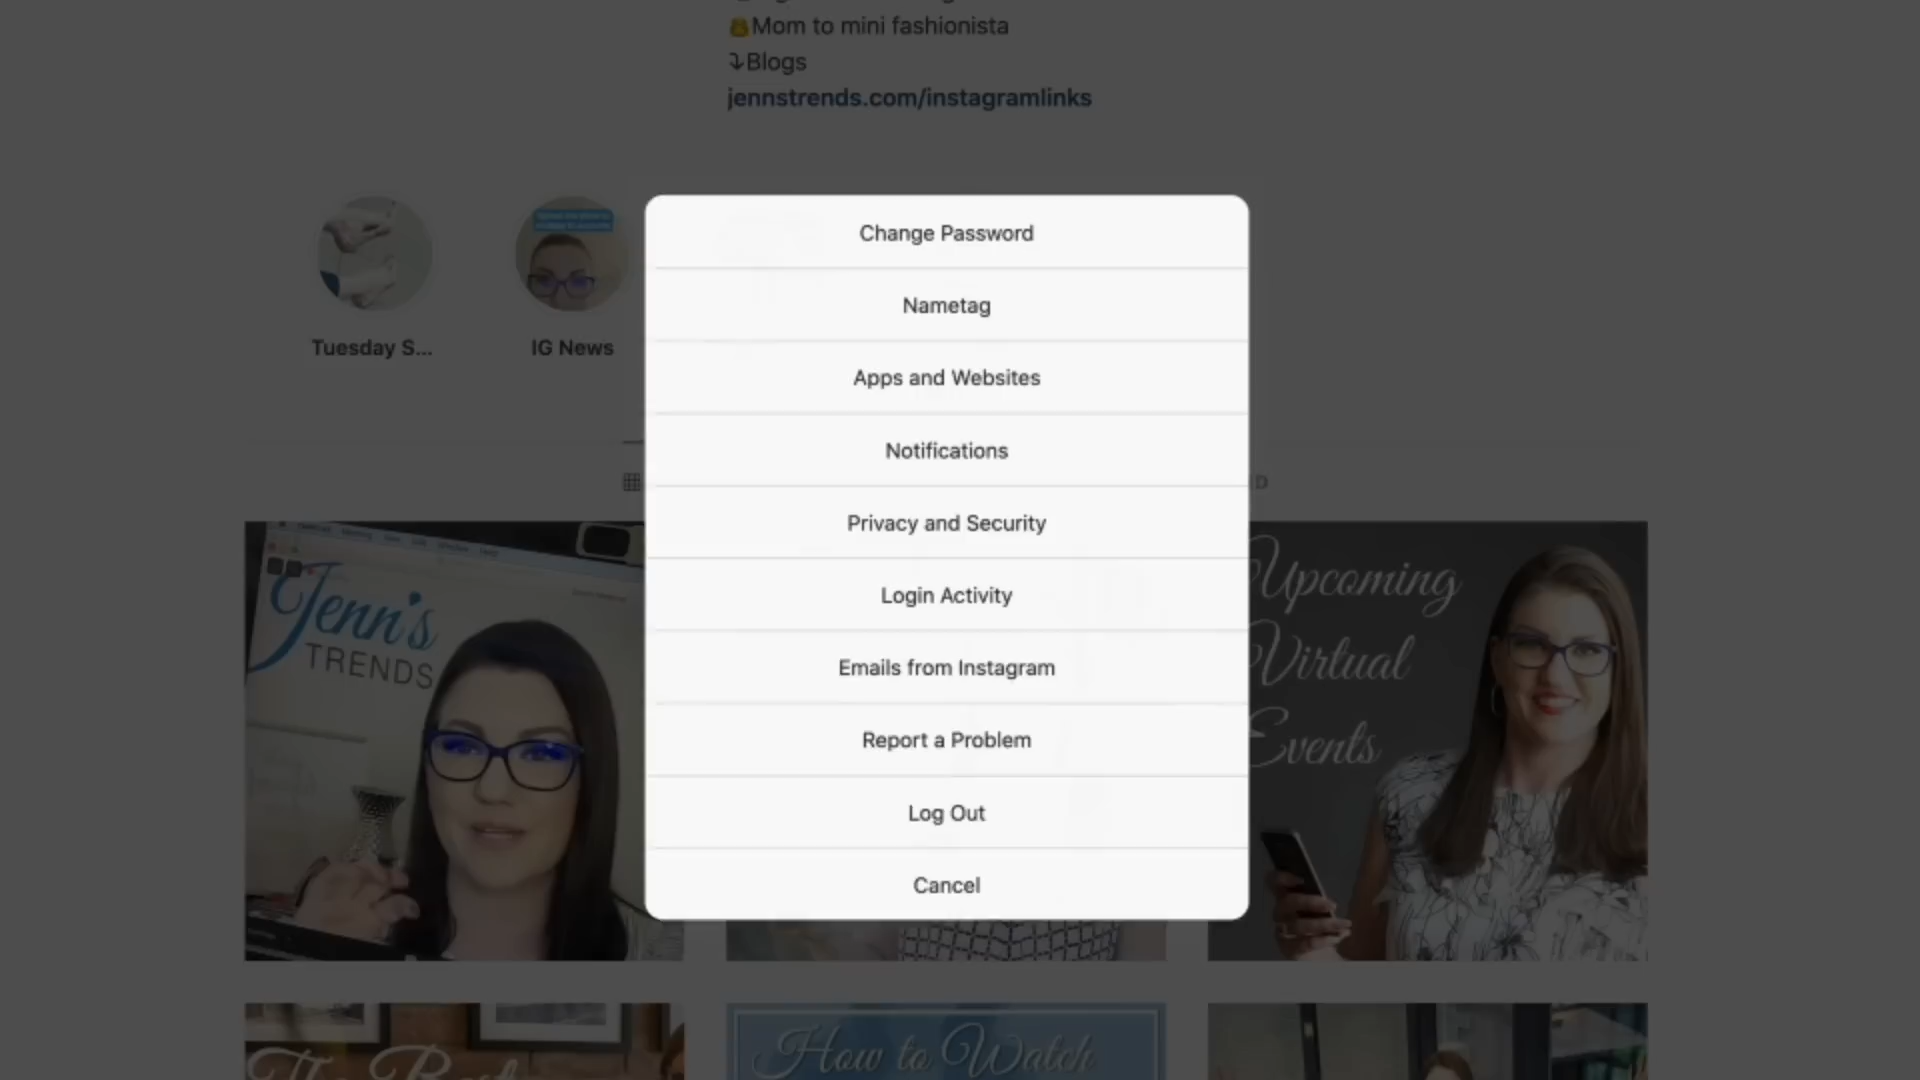 Mom to mini fashionista
⤵Blogs
jennstrends.com/instagramlinks
Tuesday S...
IG News
Change Password
Nametag
Apps and Websites
Notifications
Privacy and Security
Login Activity
Emails from Instagram
Report a Problem
Log Out
Cancel
D
Jenn's
TRENDS
Upcoming
Virtual
Events
The Best
How to Watch